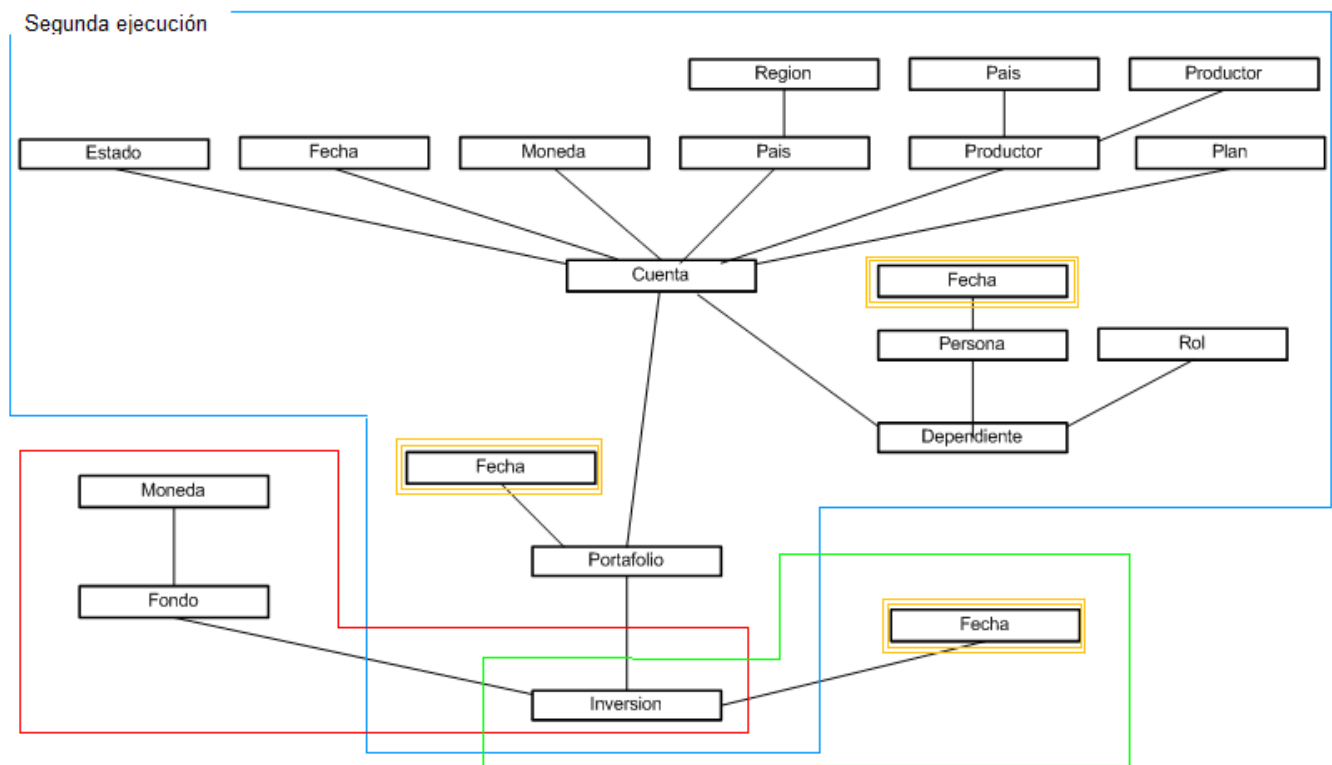 Segunda ejecución
Region
Pais
Productor
Estado
Fecha
Moneda
Pais
Productor
Plan
Cuenta
Fecha
Persona
Rol
Dependiente
Fecha
Moneda
Portafolio
Fondo
Fecha
Inversion